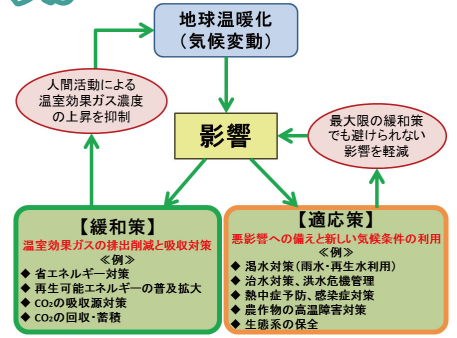 地球温暖化
（気候変動）
人間活動による
温室効果ガス濃度
の上昇を抑制
影響
最大限の緩和策
でも避けられない
影響を軽減
【緩和策】
温室効果ガスの排出削減と吸収対策
≪例≫
◆ 省エネルギー対策
◆ 再生可能エネルギーの普及拡大
◆ CO₂の吸収源対策
◆ CO₂の回収・蓄積
【適応策】
悪影響への備えと新しい気候条件の利用
≪例≫
◆ 渇水対策（雨水・再生水利用）
◆ 治水対策、洪水危機管理
◆ 熱中症予防、感染症対策
◆ 農作物の高温障害対策
◆ 生態系の保全